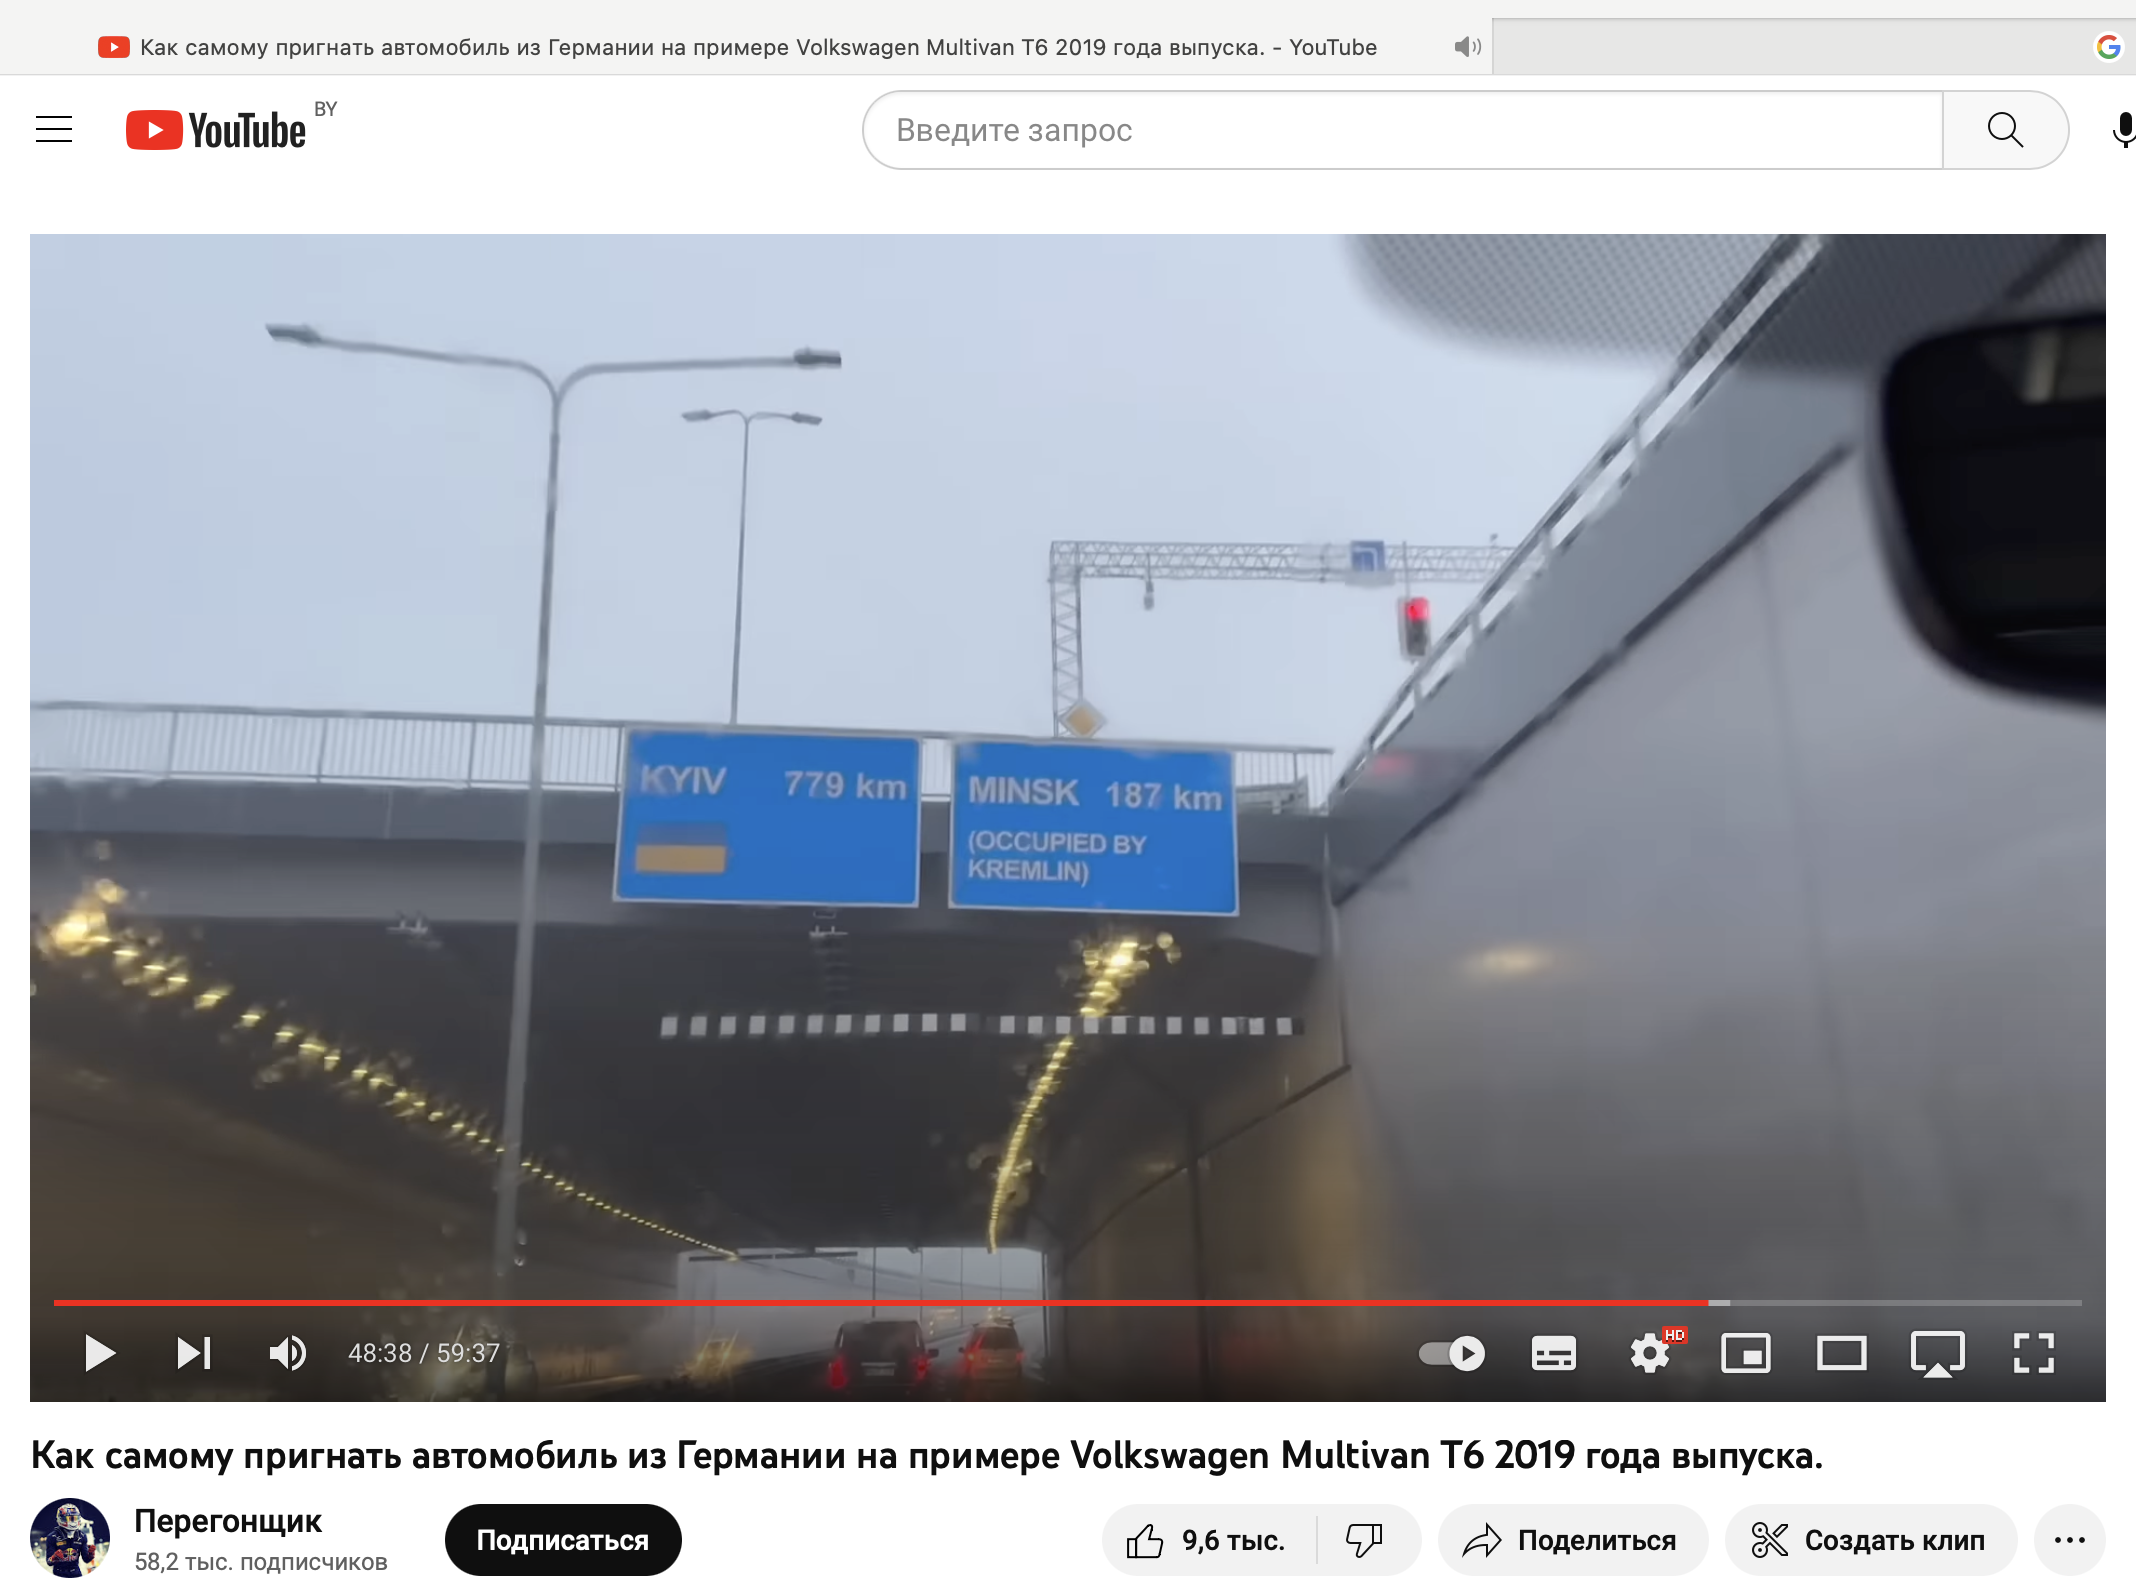 Как самому пригнать автомобиль из Германии на примере Volkswagen Multivan T6 2019 года выпуска. - YouTube
YouTube BY
Введите запрос
KYIV 779 km
MINSK 187 km
(OCCUPIED BY
KREMLIN)
48:38 / 59:37
HD
Как самому пригнать автомобиль из Германии на примере Volkswagen Multivan T6 2019 года выпуска.
Перегонщик
58,2 тыс. подписчиков
Подписаться
9,6 тыс.
Поделиться
Создать клип